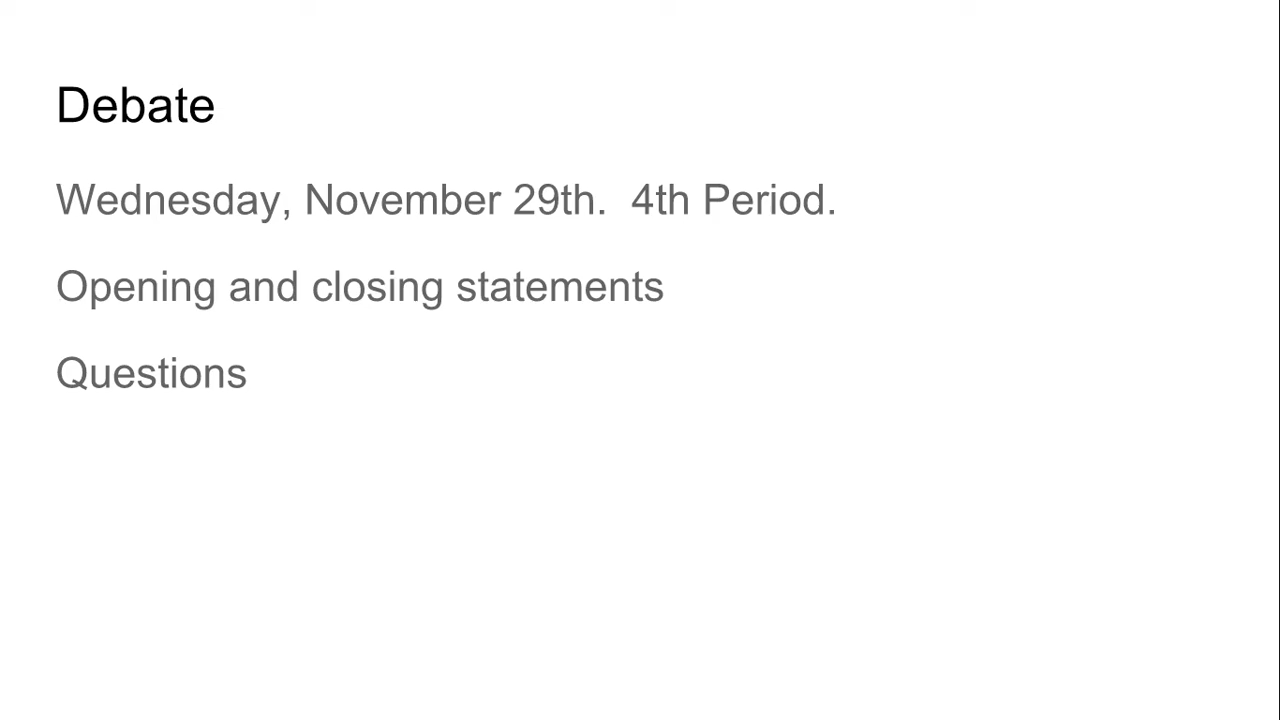 Debate
Wednesday, November 29th.  4th Period.
Opening and closing statements
Questions